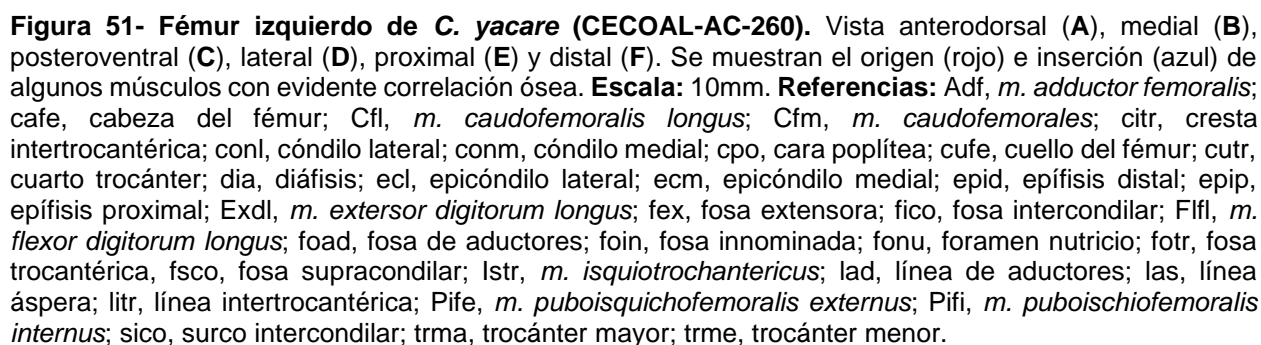 Figura 51- Fémur izquierdo de C. yacare (CECOAL-AC-260). Vista anterodorsal (A), medial (B),
posteroventral (C), lateral (D), proximal (E) y distal (F). Se muestran el origen (rojo) e inserción (azul) de
algunos músculos con evidente correlación ósea. Escala: 10mm. Referencias: Adf, m. adductor femoralis;
cafe, cabeza del fémur; Cfl, m. caudofemoralis longus; Cfm, m. caudofemorales; citr, cresta
intertrocantérica; conl, cóndilo lateral; conm, cóndilo medial; cpo, cara poplítea; cufe, cuello del fémur; cutr,
cuarto trocánter; dia, diáfisis; ecl, epicóndilo lateral; ecm, epicóndilo medial; epid, epífisis distal; epip,
epífisis proximal; Exdl, m. extersor digitorum longus; fex, fosa extensora; fico, fosa intercondilar; Flfl, m.
flexor digitorum longus; foad, fosa de aductores; foin, fosa innominada; fonu, foramen nutricio; fotr, fosa
trocantérica, fsco, fosa supracondilar; Istr, m. isquiotrochantericus; lad, línea de aductores; las, línea
áspera; litr, línea intertrocantérica; Pife, m. puboisquichofemoralis externus; Pifi, m. puboischiofemoralis
internus; sico, surco intercondilar; trma, trocánter mayor; trme, trocánter menor.